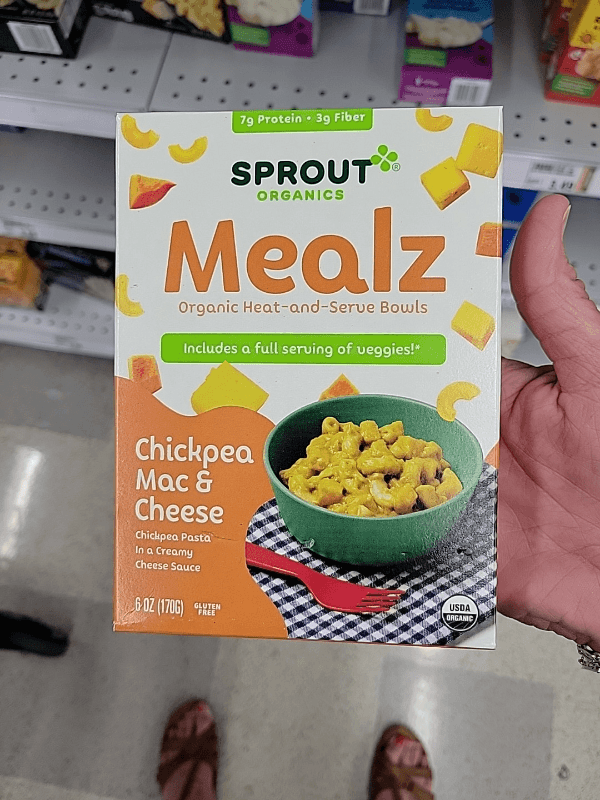 7g Protein • 3g Fiber
SPROUT®
ORGANICS
Mealz
Organic Heat-and-Serve Bowls
Includes a full serving of veggies!*
Chickpea
Mac &
Cheese
Chickpea Pasta
In a Creamy
Cheese Sauce
6 OZ (170G)
GLUTEN
FREE
USDA
ORGANIC